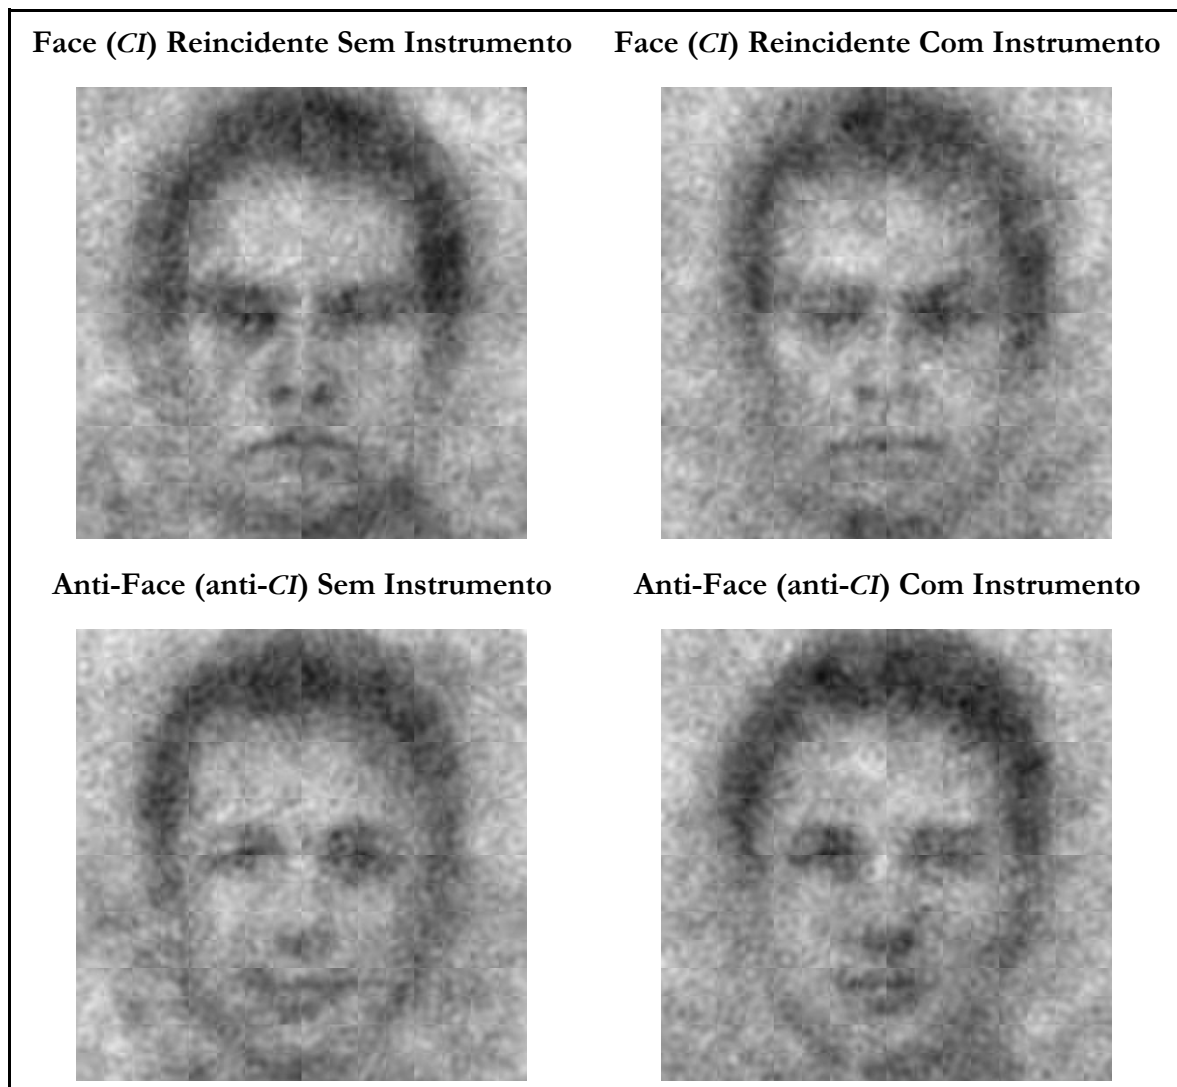 Face (CI) Reincidente Sem Instrumento
Face (CI) Reincidente Com Instrumento
Anti-Face (anti-CI) Sem Instrumento
Anti-Face (anti-CI) Com Instrumento